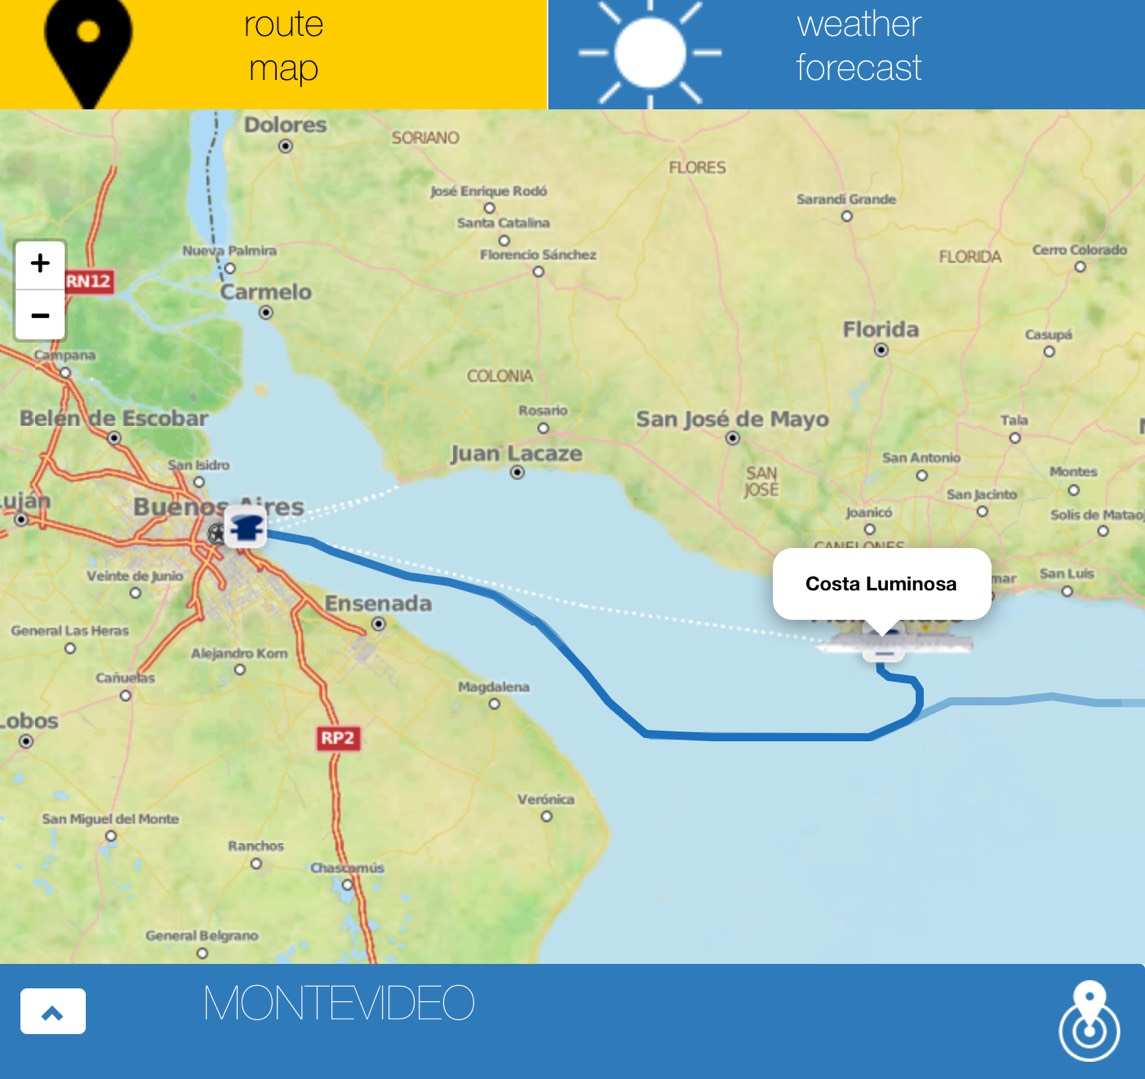 route
map
weather
forecast
Dolores
SORIANO
FLORES
José Enrique Rodó
Sarandí Grande
Santa Catalina
Nueva Palmira
Florencio Sánchez
FLORIDA
Cerro Colorado
+
RN12
Carmelo
−
Florida
Casupá
Campana
COLONIA
Belén de Escobar
Rosario
San José de Mayo
Tala
Juan Lacaze
San Isidro
San Antonio
SAN
JOSÉ
Montes
Luján
Buenos Aires
San Jacinto
Joanicó
Solís de Mataoj
CANELONES
Veinte de Junio
Costa Luminosa
mar
San Luis
Ensenada
General Las Heras
Alejandro Korn
Cañuelas
Magdalena
Lobos
RP2
Verónica
San Miguel del Monte
Ranchos
Chascomús
General Belgrano
MONTEVIDEO